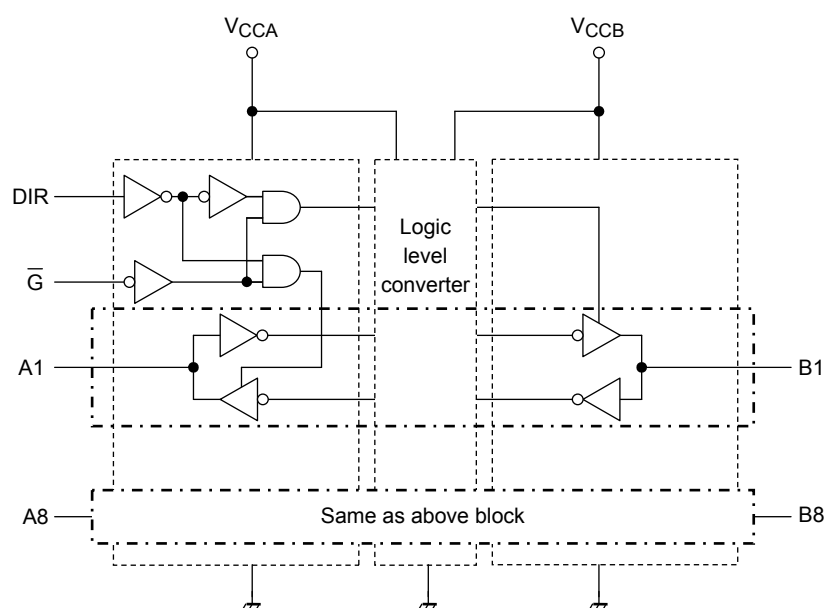 VCCA
VCCB
DIR
G̅
Logic
level
converter
A1
B1
A8
Same as above block
B8